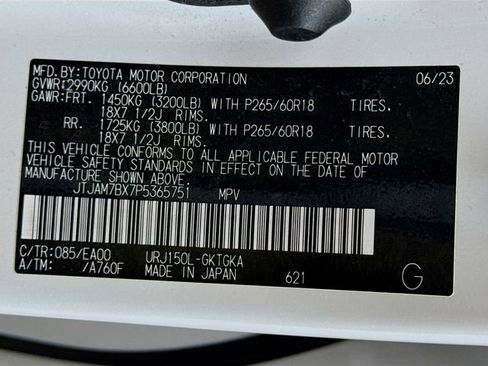 MFD.BY:TOYOTA MOTOR CORPORATION 06/23
GVWR:2990KG (6600LB)
GAWR:FRT. 1450KG (3200LB) WITH P265/60R18 TIRES.
18X7 1/2J RIMS.
RR. 1725KG (3800LB) WITH P265/60R18 TIRES.
18X7 1/2J RIMS.
THIS VEHICLE CONFORMS TO ALL APPLICABLE FEDERAL MOTOR
VEHICLE SAFETY STANDARDS IN EFFECT ON THE DATE OF
MANUFACTURE SHOWN ABOVE.
JTJAM7BX7P5365751 MPV
C/TR:085/EA00 URJ150L-GKTGKA
A/TM: /A760F MADE IN JAPAN 621 G